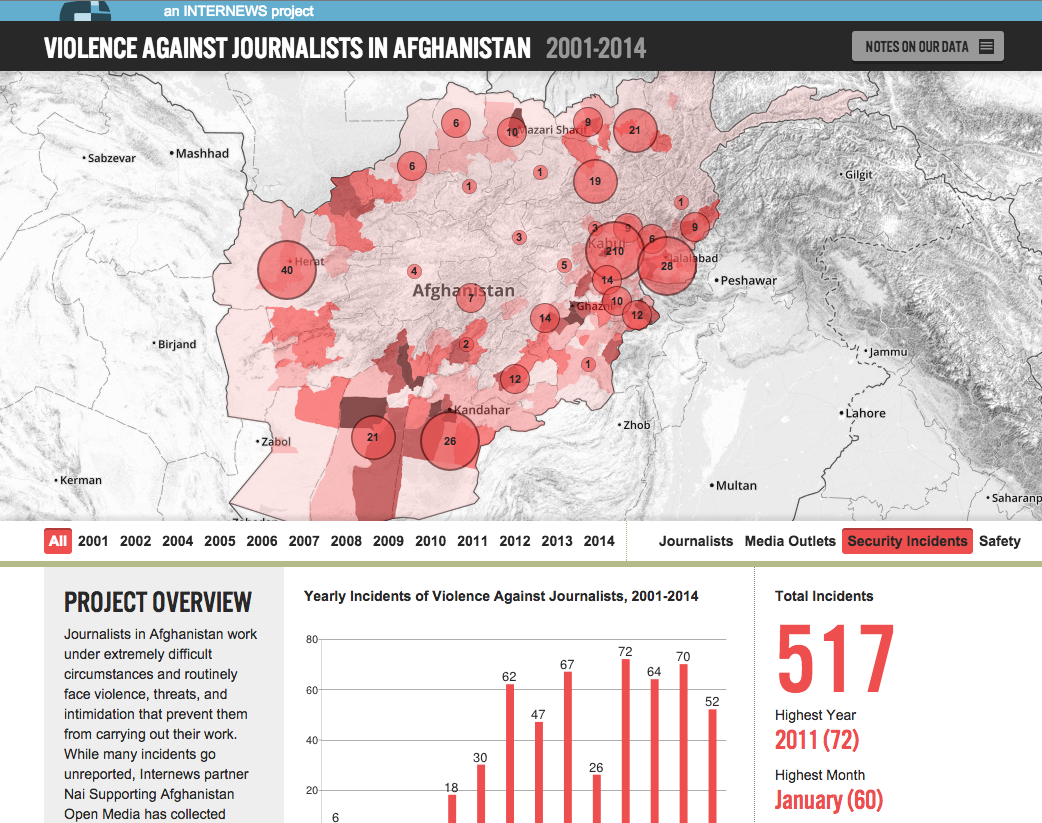 an INTERNEWS project
VIOLENCE AGAINST JOURNALISTS IN AFGHANISTAN 2001-2014
NOTES ON OUR DATA
6
10
Mazari Sharif
9
21
Sabzevar
Mashhad
6
1
1
19
Gilgit
1
3
3
9
6
9
Kabul
210
Jalalabad
28
Herat
40
4
5
14
Peshawar
Afghanistan
7
10
Ghazni
14
12
Birjand
2
1
Jammu
12
Kandahar
Lahore
Zabol
21
26
Zhob
Kerman
Multan
Saharanp
All 2001 2002 2004 2005 2006 2007 2008 2009 2010 2011 2012 2013 2014 Journalists Media Outlets Security Incidents Safety
PROJECT OVERVIEW
Journalists in Afghanistan work
under extremely difficult
circumstances and routinely
face violence, threats, and
intimidation that prevent them
from carrying out their work.
While many incidents go
unreported, Internews partner
Nai Supporting Afghanistan
Open Media has collected
Yearly Incidents of Violence Against Journalists, 2001-2014
80
60
40
20
6
18
30
62
47
67
26
72
64
70
52
Total Incidents
517
Highest Year
2011 (72)
Highest Month
January (60)